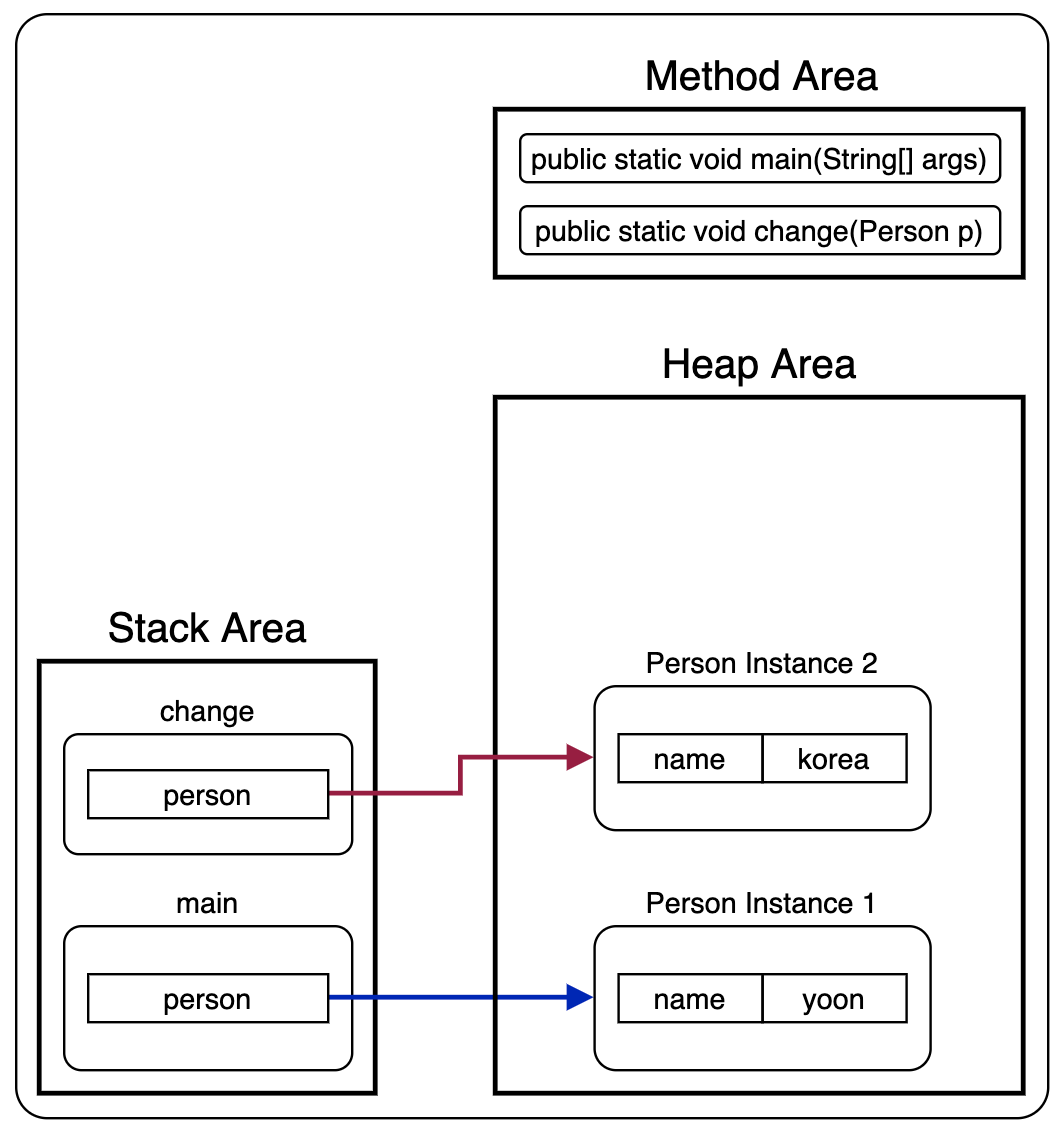 Method Area
public static void main(String[] args)
public static void change(Person p)
Heap Area
Stack Area
change
person
main
person
Person Instance 2
name korea
Person Instance 1
name yoon